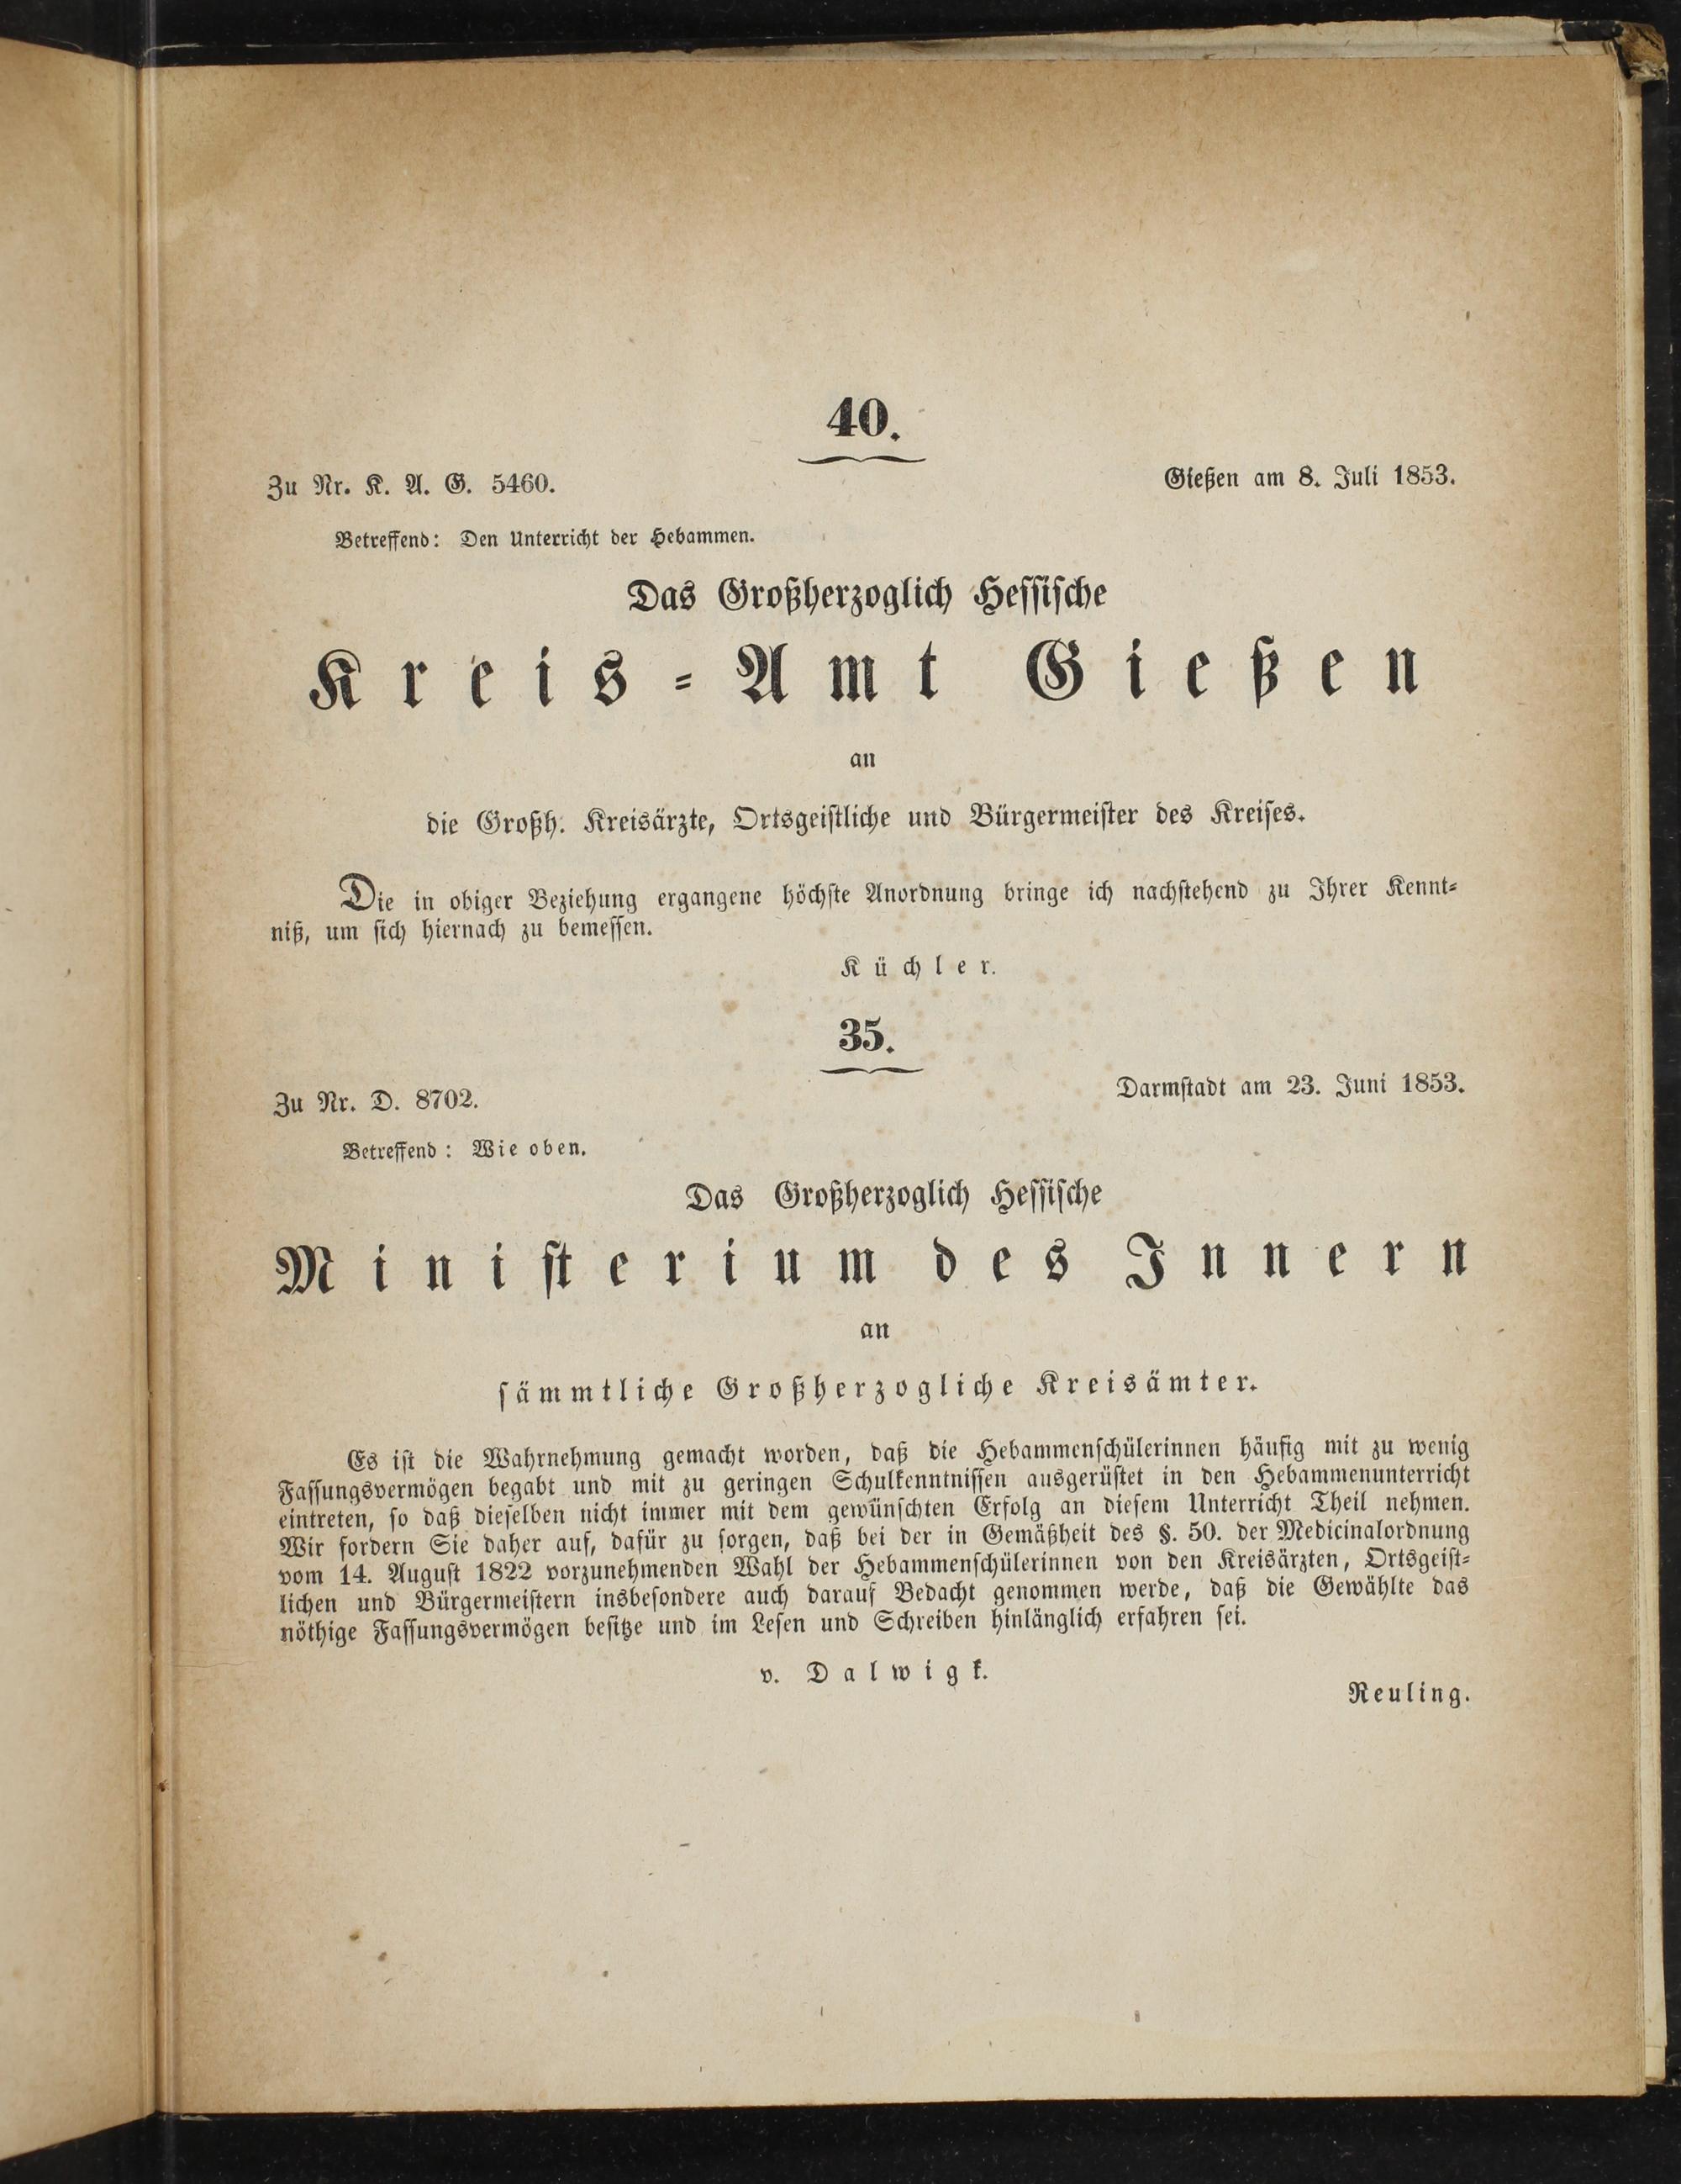 40.
Zu Nr. K. A. G. 5460.
Gießen am 8. Juli 1853.
Betreffend: Den Unterricht der Hebammen.
Das Großherzoglich Hessische
Kreis-Amt Gießen
an
die Großh. Kreisärzte, Ortsgeistliche und Bürgermeister des Kreises.
Die in obiger Beziehung ergangene höchste Anordnung bringe ich nachstehend zu Ihrer Kennt-
niß, um sich hiernach zu bemessen.
Küchler.
35.
Zu Nr. D. 8702.
Darmstadt am 23. Juni 1853.
Betreffend: Wie oben.
Das Großherzoglich Hessische
Ministerium des Innern
an
sämmtliche Großherzogliche Kreisämter.
Es ist die Wahrnehmung gemacht worden, daß die Hebammenschülerinnen häufig mit zu wenig
Fassungsvermögen begabt und mit zu geringen Schulkenntnissen ausgerüstet in den Hebammenunterricht
eintreten, so daß dieselben nicht immer mit dem gewünschten Erfolg an diesem Unterricht Theil nehmen.
Wir fordern Sie daher auf, dafür zu sorgen, daß bei der in Gemäßheit des §. 50. der Medicinalordnung
vom 14. August 1822 vorzunehmenden Wahl der Hebammenschülerinnen von den Kreisärzten, Ortsgeist-
lichen und Bürgermeistern insbesondere auch darauf Bedacht genommen werde, daß die Gewählte das
nöthige Fassungsvermögen besitze und im Lesen und Schreiben hinlänglich erfahren sei.
v. Dalwigk.
Reuling.